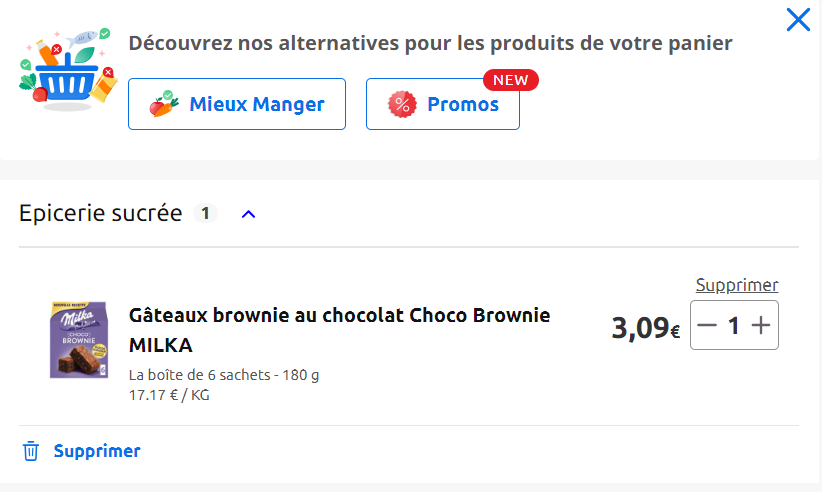 Découvrez nos alternatives pour les produits de votre panier
NEW
Mieux Manger
Promos
Epicerie sucrée 1
Supprimer
Milka
CHOCO
BROWNIE
Gâteaux brownie au chocolat Choco Brownie
MILKA
3,09€
1
La boîte de 6 sachets - 180 g
17.17 € / KG
Supprimer